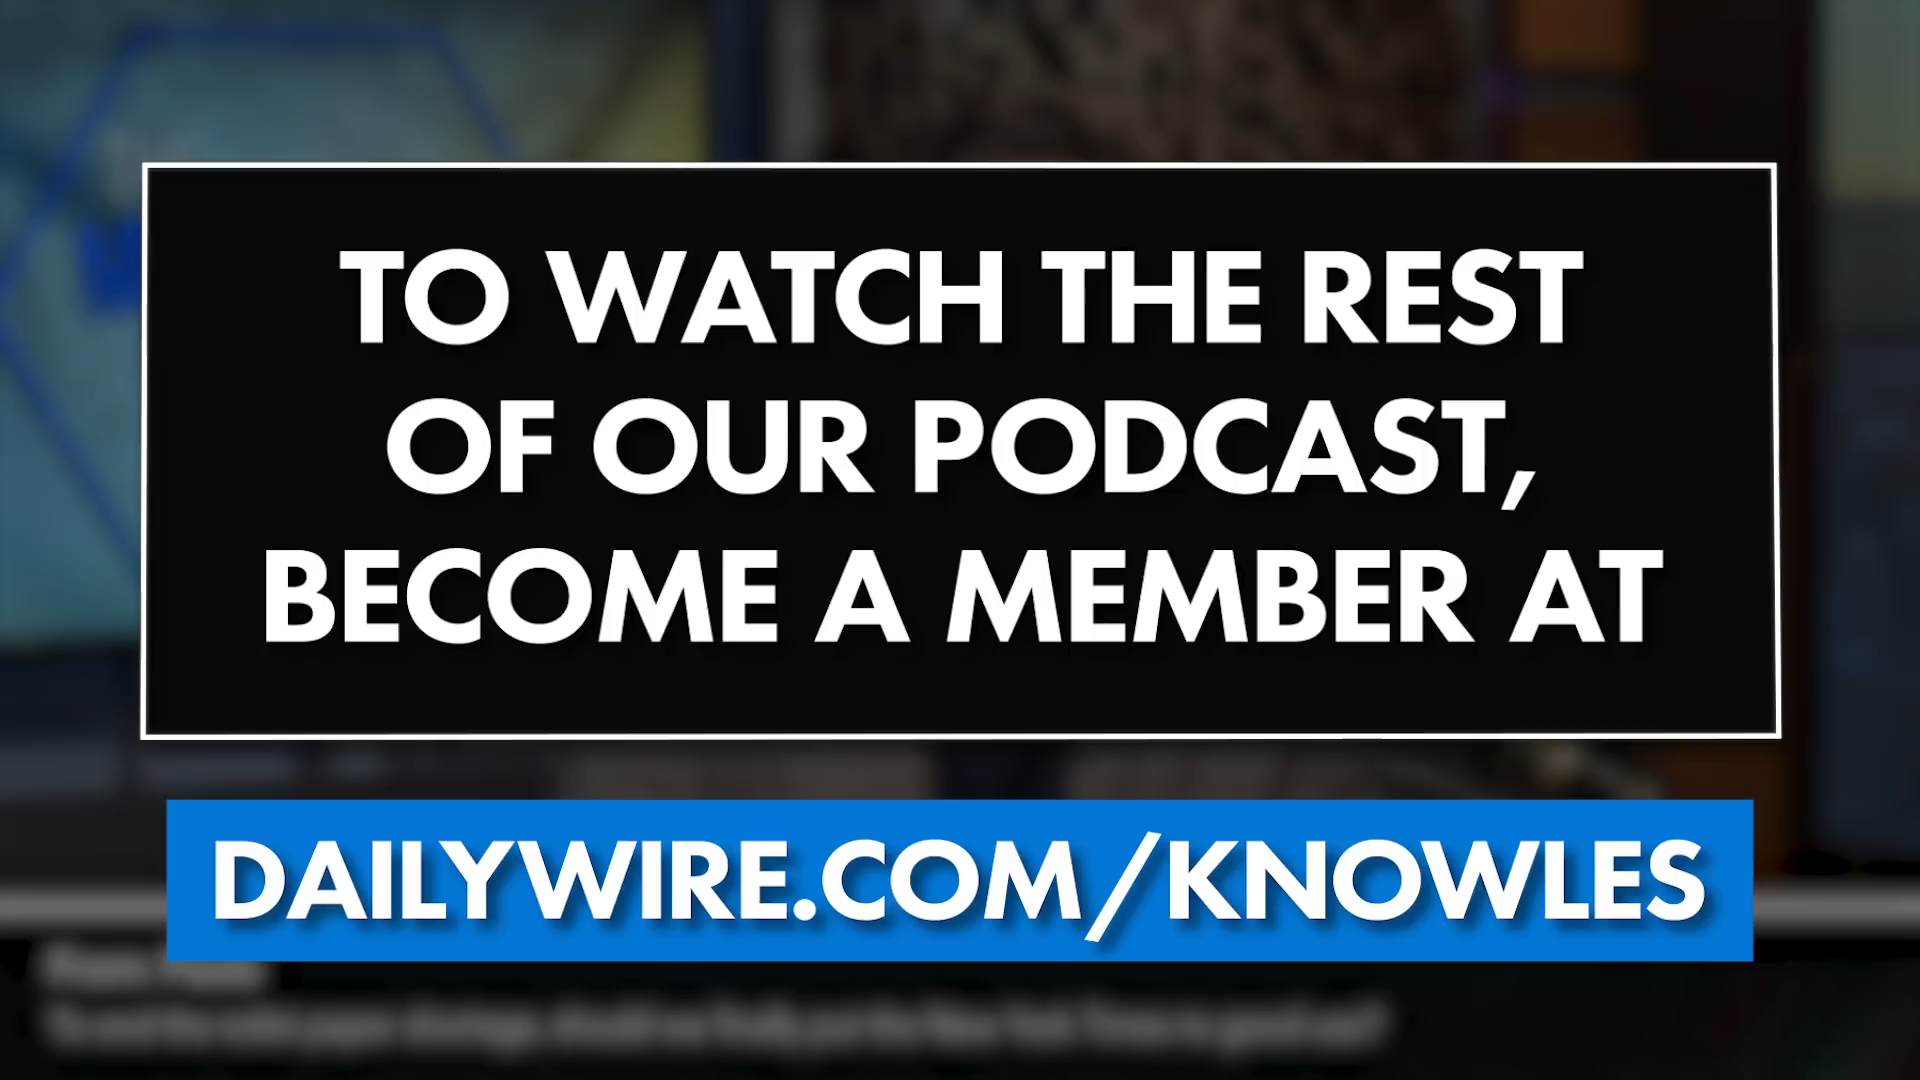 TO WATCH THE REST
OF OUR PODCAST,
BECOME A MEMBER AT
DAILYWIRE.COM/KNOWLES